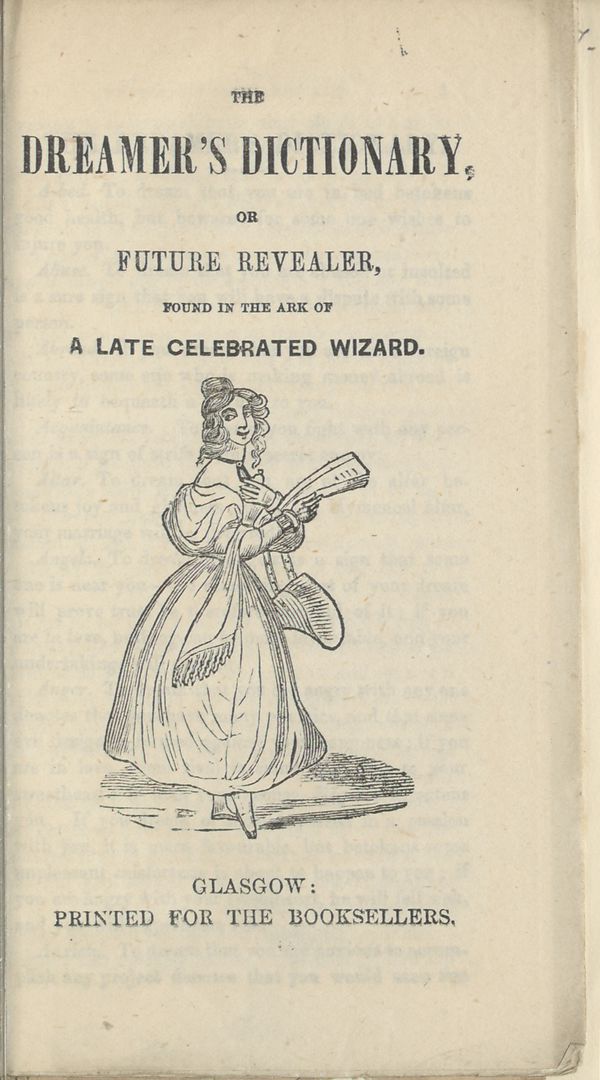 THE
DREAMER'S DICTIONARY,
OR
FUTURE REVEALER,
FOUND IN THE ARK OF
A LATE CELEBRATED WIZARD.
GLASGOW:
PRINTED FOR THE BOOKSELLERS.